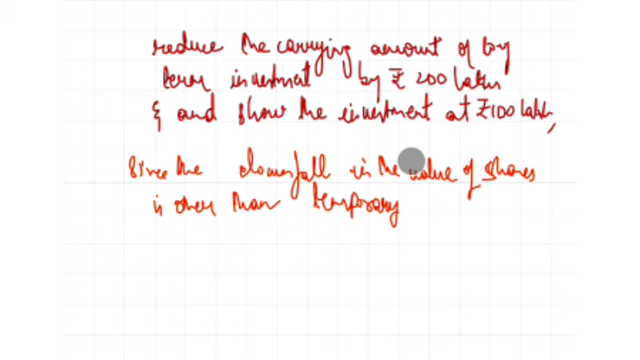 reduce the carrying amount of long
term investment by ₹ 200 lakhs
& and show the investment at ₹100 lakh,
Since the downfall in the value of shares
is other than temporary